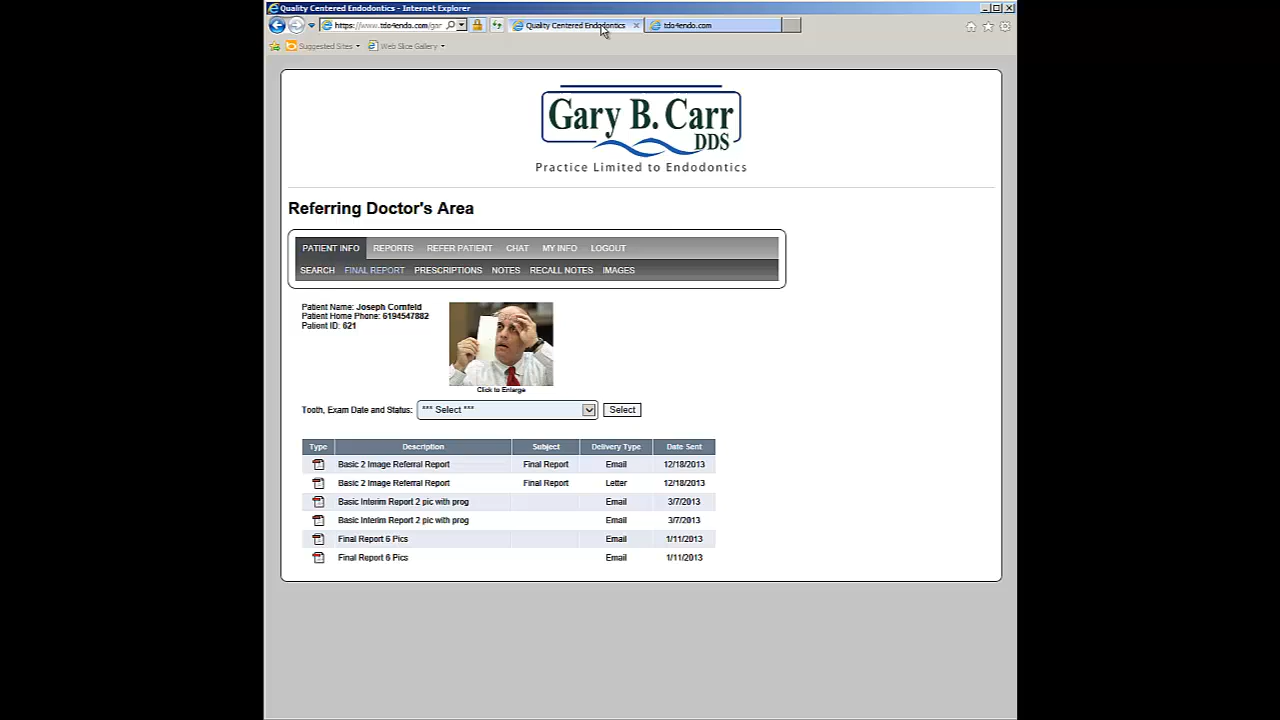 Quality Centered Endodontics - Internet Explorer
https://www.tdo4endo.com/gar
Quality Centered Endodontics
tdo4endo.com
Suggested Sites
Web Slice Gallery
Gary B. Carr
DDS
Practice Limited to Endodontics
Referring Doctor's Area
PATIENT INFO REPORTS REFER PATIENT CHAT MY INFO LOGOUT
SEARCH FINAL REPORT PRESCRIPTIONS NOTES RECALL NOTES IMAGES
Patient Name: Joseph Cornfeld
Patient Home Phone: 6194547882
Patient ID: 621
Click to Enlarge
Tooth, Exam Date and Status: *** Select *** Select
Type Description Subject Delivery Type Date Sent
Basic 2 Image Referral Report Final Report Email 12/18/2013
Basic 2 Image Referral Report Final Report Letter 12/18/2013
Basic Interim Report 2 pic with prog Email 3/7/2013
Basic Interim Report 2 pic with prog Email 3/7/2013
Final Report 6 Pics Email 1/11/2013
Final Report 6 Pics Email 1/11/2013